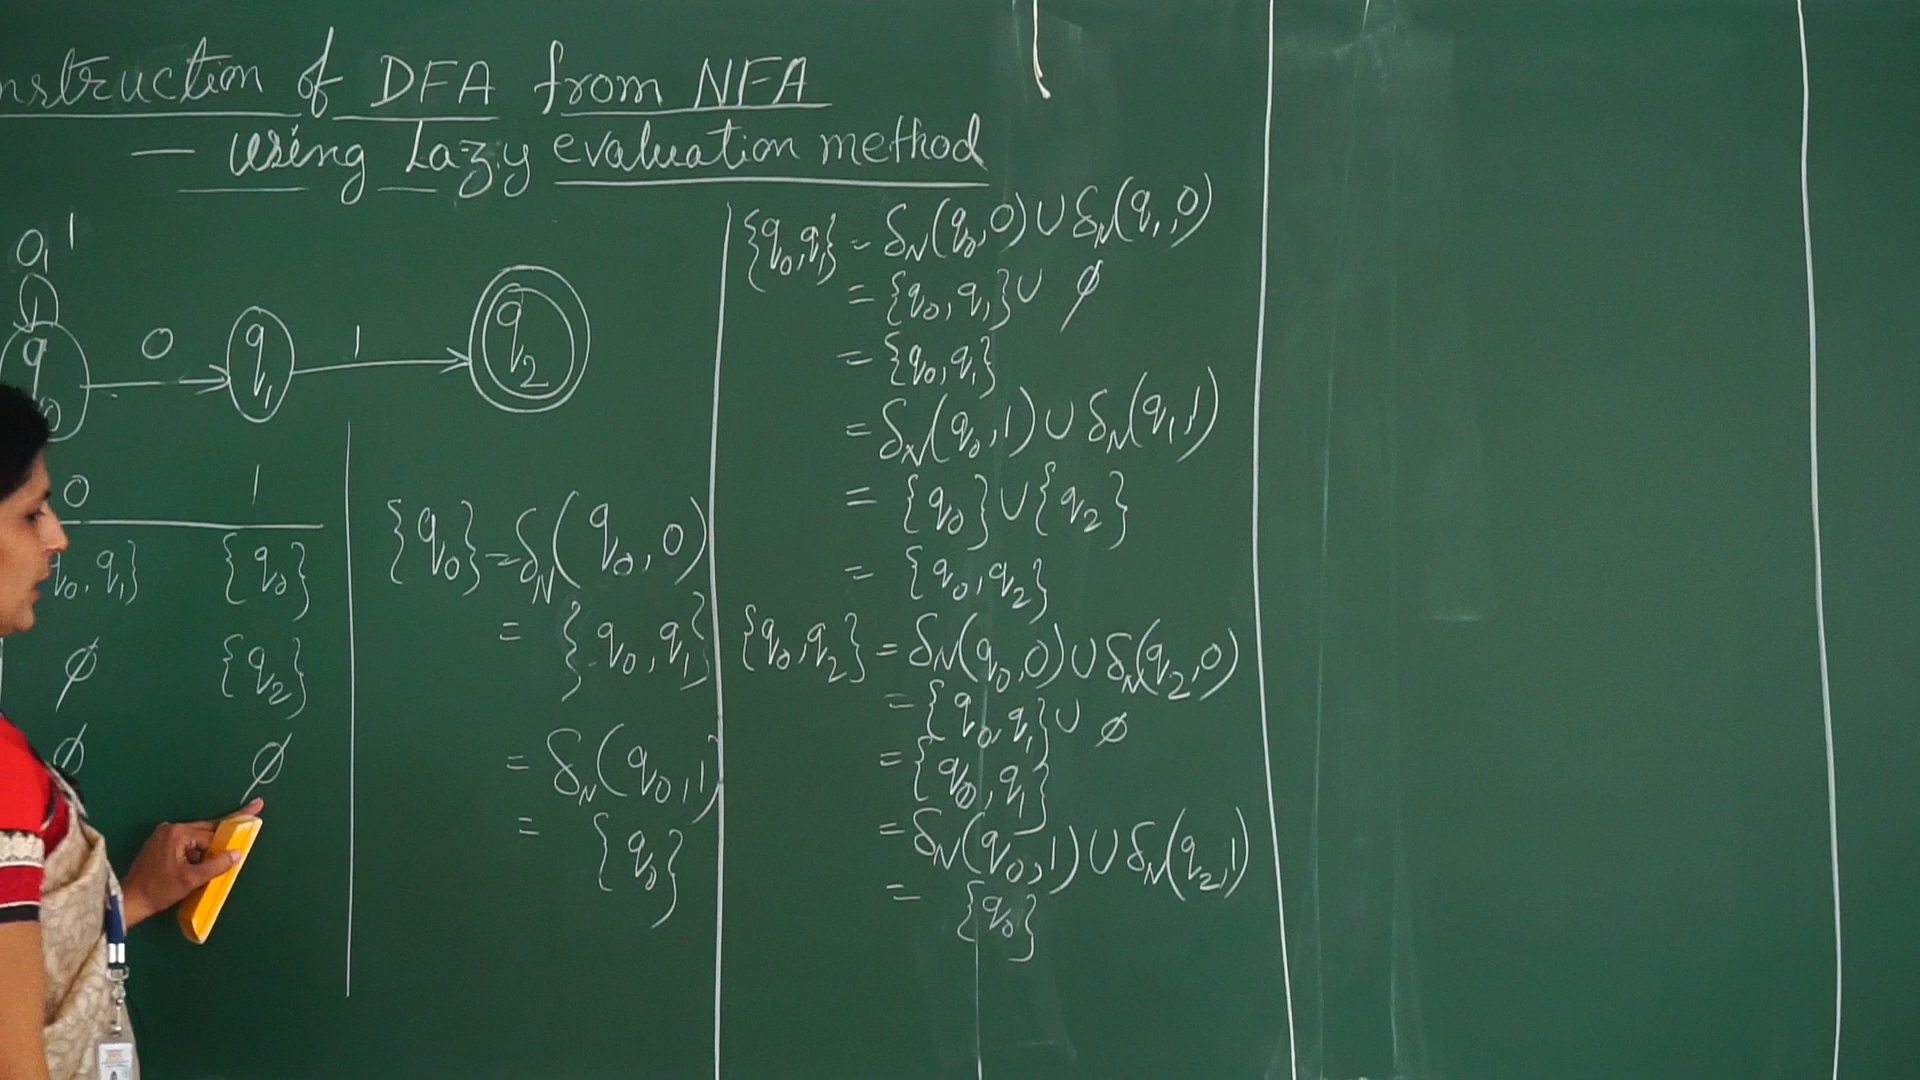 nstruction of DFA from NFA
— using Lazy evaluation method
0,1
q0 0 q1 1 q2
0 1
q0, q1} {q0}
φ {q2}
φ φ
{q0} = δN(q0, 0)
= {q0, q1}
= δN(q0, 1)
= {q0}
{q0,q1} = δN(q0,0) ∪ δN(q1,0)
= {q0, q1} ∪ φ
= {q0, q1}
= δN(q0,1) ∪ δN(q1,1)
= {q0} ∪ {q2}
= {q0, q2}
{q0,q2} = δN(q0,0) ∪ δN(q2,0)
= {q0, q1} ∪ φ
= {q0, q1}
= δN(q0,1) ∪ δN(q2,1)
= {q0}